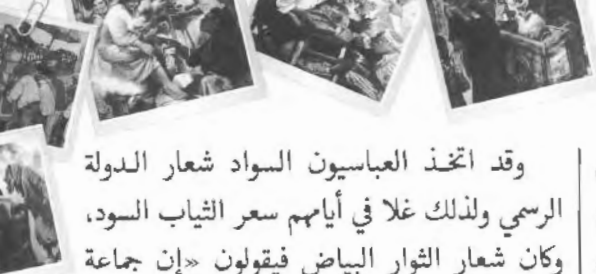 وقد اتخذ العباسيون السواد شعار الدولة
الرسمي ولذلك غلا في أيامهم سعر الثياب السود،
وكان شعار الثوار البياض فيقولون «إن جماعة